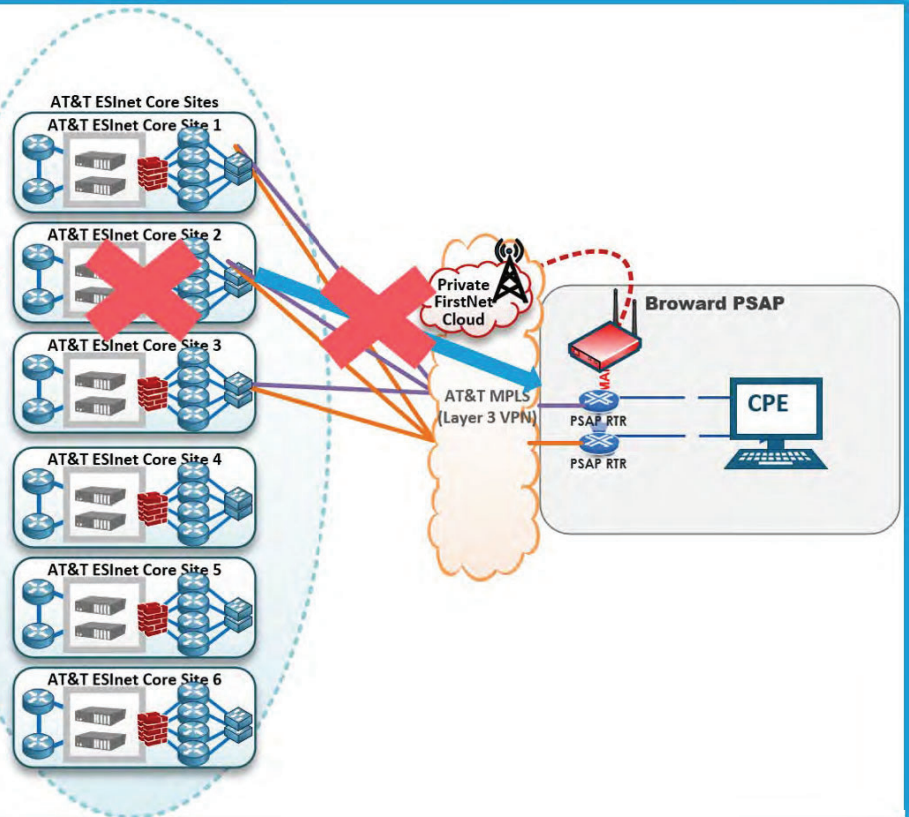 AT&T ESInet Core Sites
AT&T ESInet Core Site 1
AT&T ESInet Core Site 2
AT&T ESInet Core Site 3
AT&T ESInet Core Site 4
AT&T ESInet Core Site 5
AT&T ESInet Core Site 6
Private
FirstNet
Cloud
AT&T MPLS
(Layer 3 VPN)
Broward PSAP
PSAP RTR
PSAP RTR
CPE